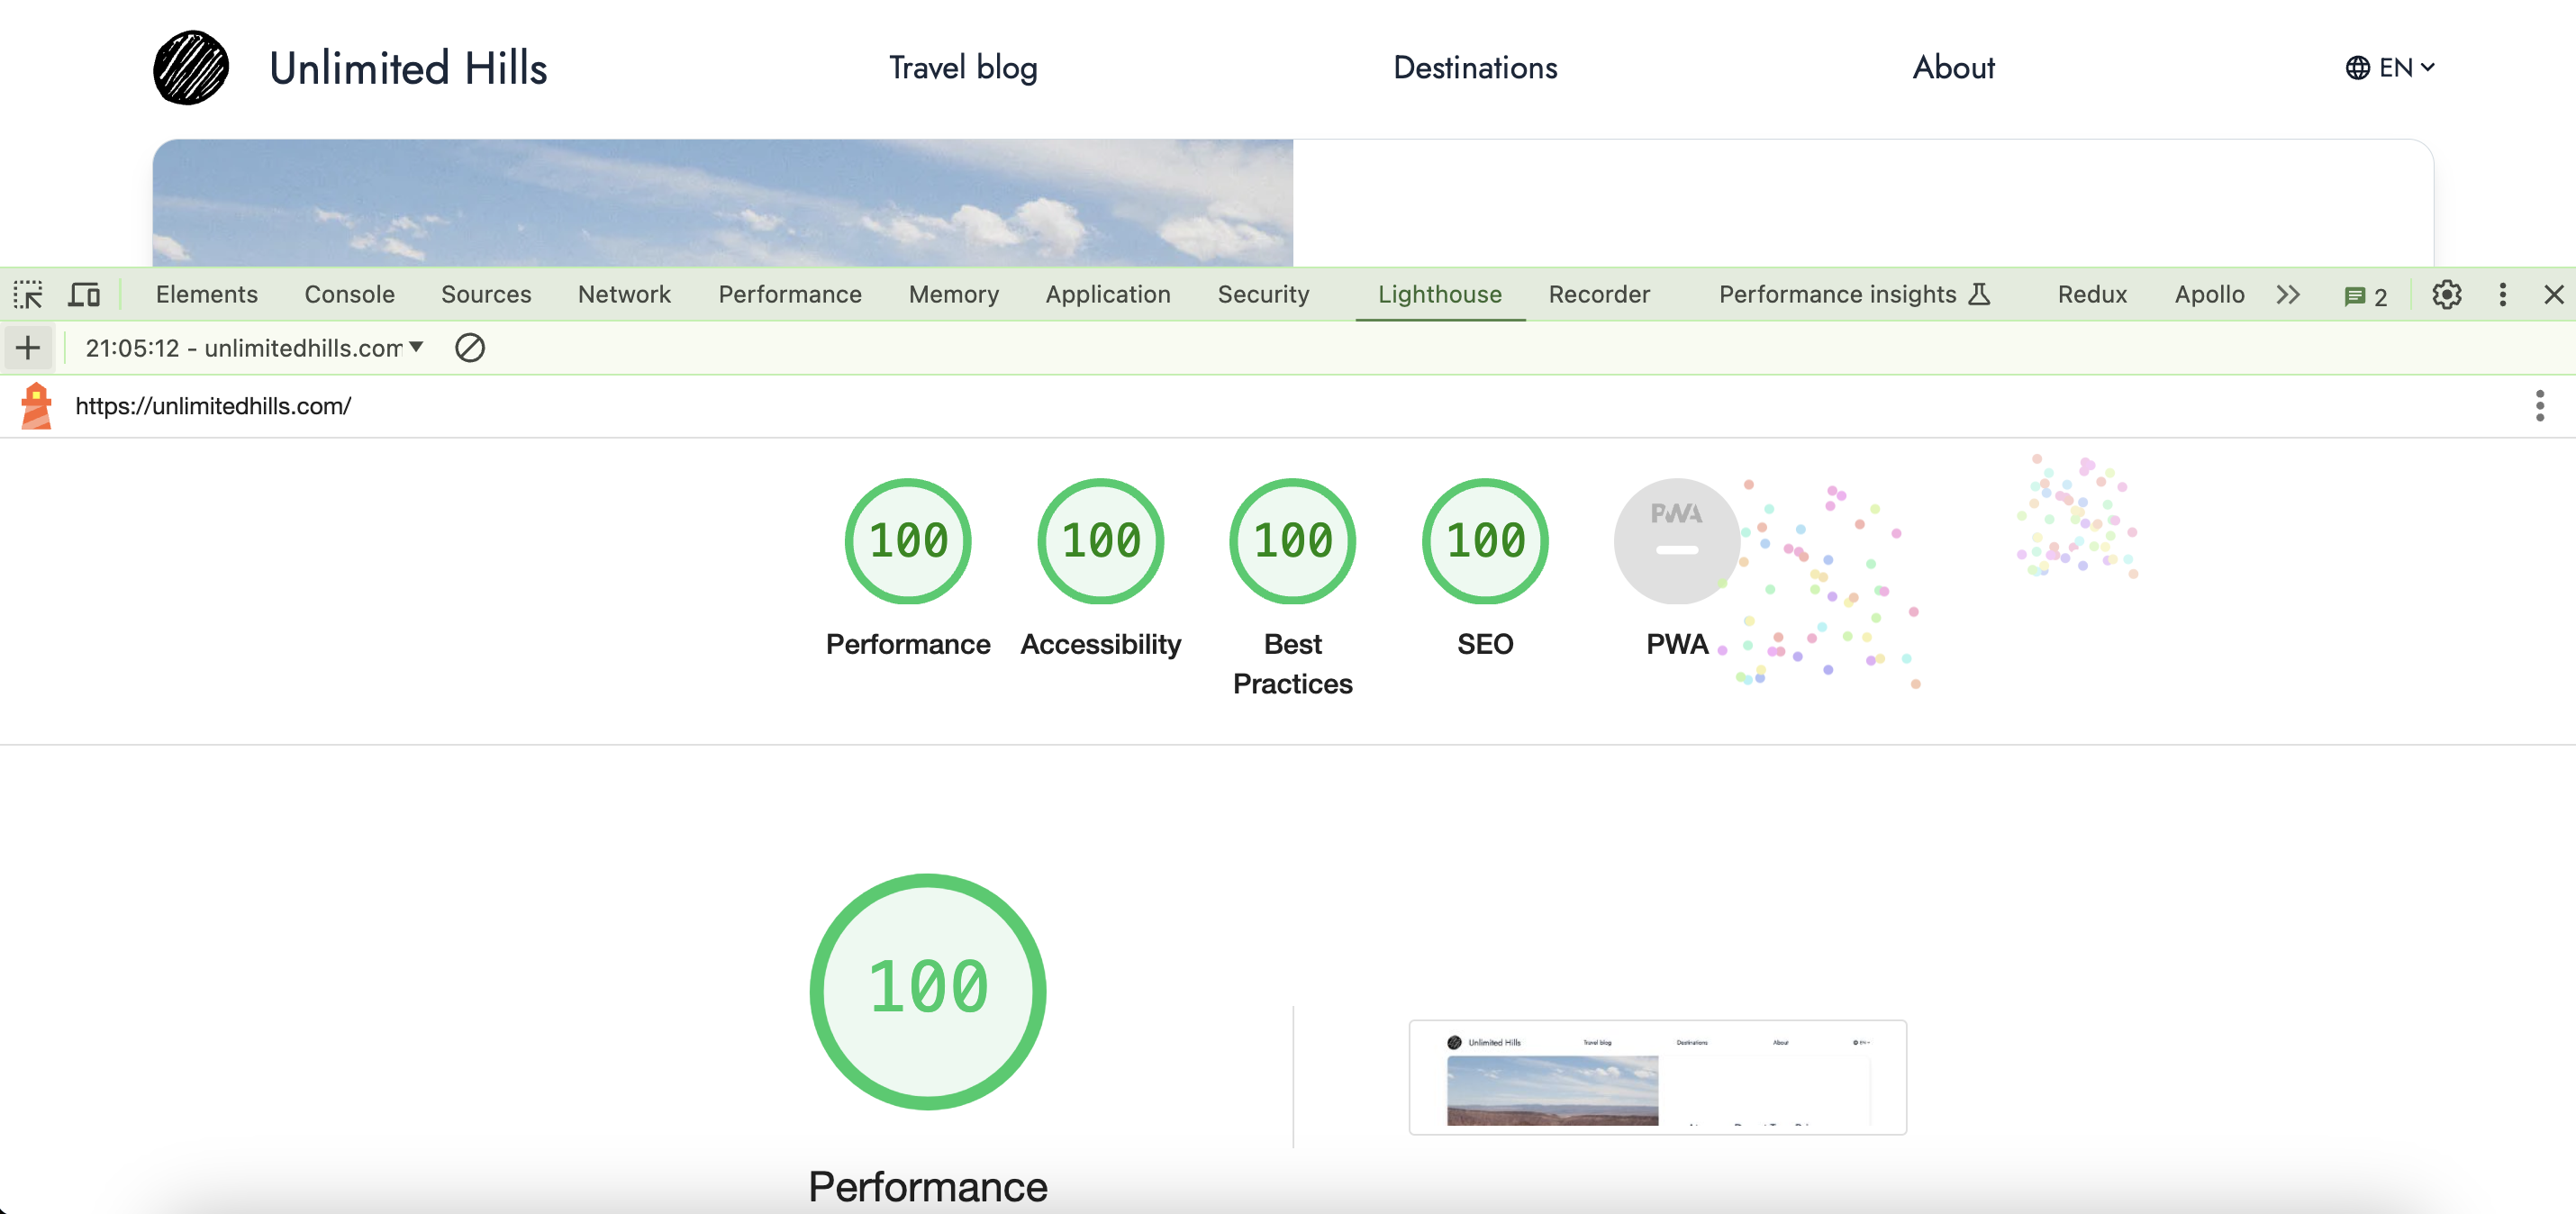 Unlimited Hills
Travel blog
Destinations
About
EN
Elements
Console
Sources
Network
Performance
Memory
Application
Security
Lighthouse
Recorder
Performance insights
Redux
Apollo
2
21:05:12 - unlimitedhills.com
https://unlimitedhills.com/
100
100
100
100
PWA
Performance
Accessibility
Best
Practices
SEO
PWA
100
Performance
Unlimited Hills
Travel blog
Destinations
About
EN